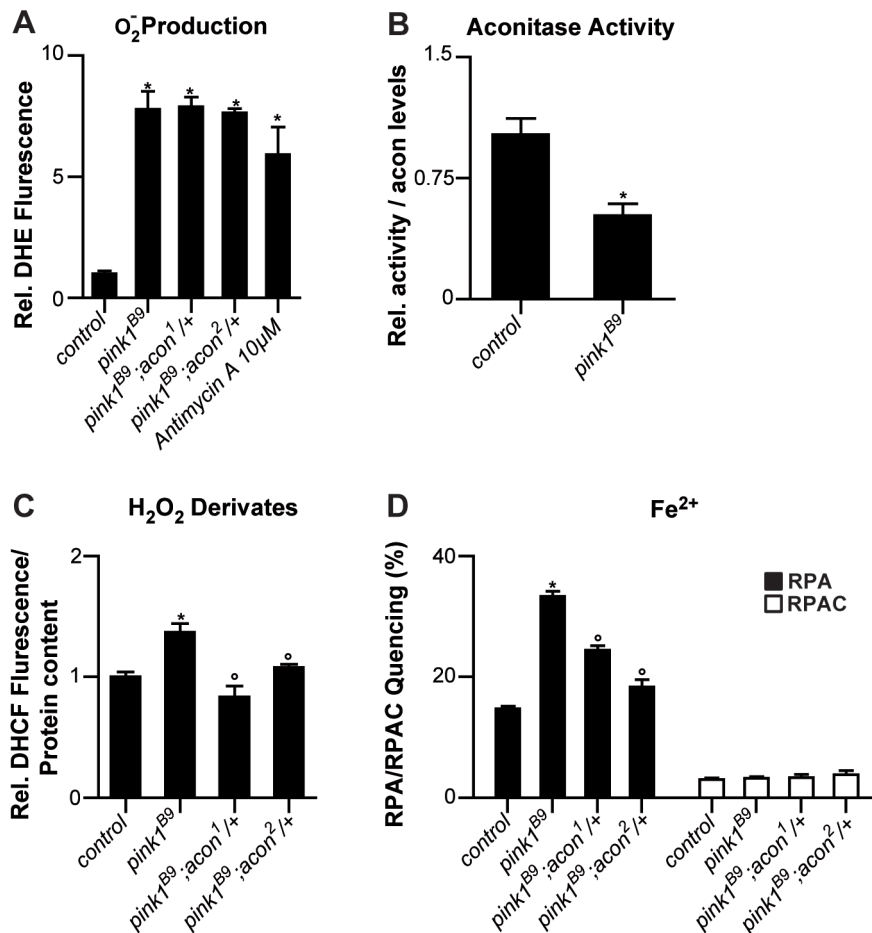 A
O₂⁻ Production
Rel. DHE Flurescence
10
5
0
control
pink1ᴮ⁹
pink1ᴮ⁹;acon¹/+
pink1ᴮ⁹;acon²/+
Antimycin A 10µM
*
*
*
*
B
Aconitase Activity
Rel. activity / acon levels
1.5
0.75
0
control
pink1ᴮ⁹
*
C
H₂O₂ Derivates
Rel. DHCF Flurescence/
Protein content
2
1
0
control
pink1ᴮ⁹
pink1ᴮ⁹;acon¹/+
pink1ᴮ⁹;acon²/+
*
°
°
D
Fe²⁺
RPA/RPAC Quencing (%)
40
20
0
RPA
RPAC
control
pink1ᴮ⁹
pink1ᴮ⁹;acon¹/+
pink1ᴮ⁹;acon²/+
control
pink1ᴮ⁹
pink1ᴮ⁹;acon¹/+
pink1ᴮ⁹;acon²/+
*
°
°